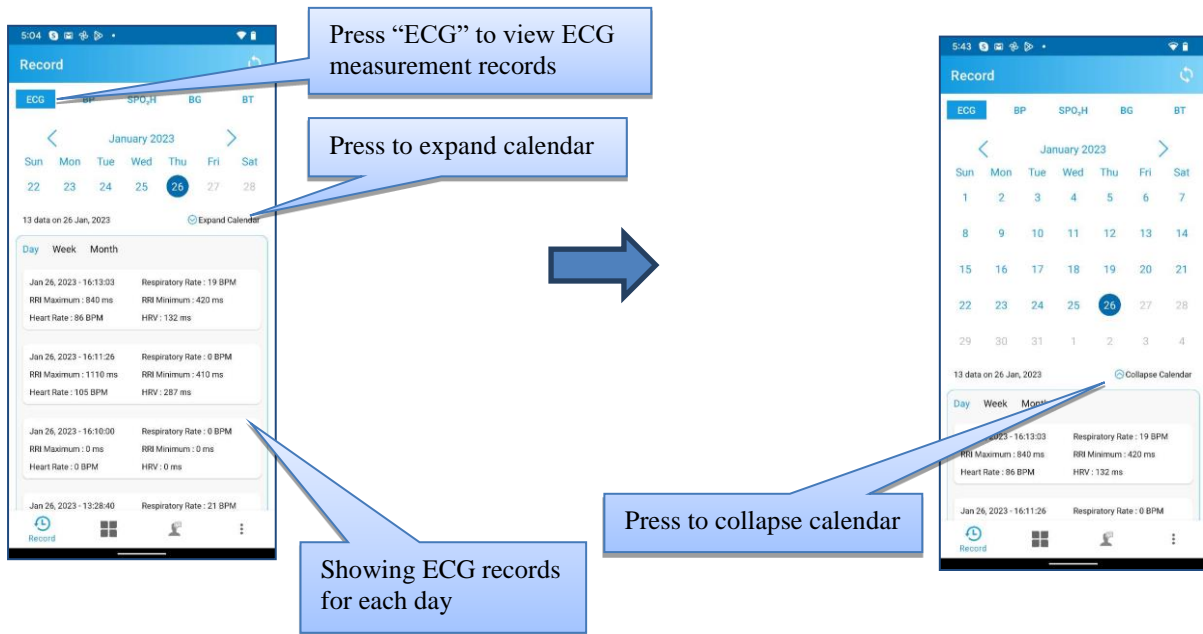 5:04
Record
ECG BP SPO₂H BG BT
January 2023
Sun Mon Tue Wed Thu Fri Sat
22 23 24 25 26 27 28
13 data on 26 Jan, 2023 Expand Calendar
Day Week Month
Jan 26, 2023 - 16:13:03 Respiratory Rate : 19 BPM
RRI Maximum : 840 ms RRI Minimum : 420 ms
Heart Rate : 86 BPM HRV : 132 ms
Jan 26, 2023 - 16:11:26 Respiratory Rate : 0 BPM
RRI Maximum : 1110 ms RRI Minimum : 410 ms
Heart Rate : 105 BPM HRV : 287 ms
Jan 26, 2023 - 16:10:00 Respiratory Rate : 0 BPM
RRI Maximum : 0 ms RRI Minimum : 0 ms
Heart Rate : 0 BPM HRV : 0 ms
Jan 26, 2023 - 13:28:40 Respiratory Rate : 21 BPM
Record
Press “ECG” to view ECG
measurement records
Press to expand calendar
Showing ECG records
for each day
5:43
Record
ECG BP SPO₂H BG BT
January 2023
Sun Mon Tue Wed Thu Fri Sat
1 2 3 4 5 6 7
8 9 10 11 12 13 14
15 16 17 18 19 20 21
22 23 24 25 26 27 28
29 30 31 1 2 3 4
13 data on 26 Jan, 2023 Collapse Calendar
Day Week Month
2023 - 16:13:03 Respiratory Rate : 19 BPM
RRI Maximum : 840 ms RRI Minimum : 420 ms
Heart Rate : 86 BPM HRV : 132 ms
Jan 26, 2023 - 16:11:26 Respiratory Rate : 0 BPM
Record
Press to collapse calendar